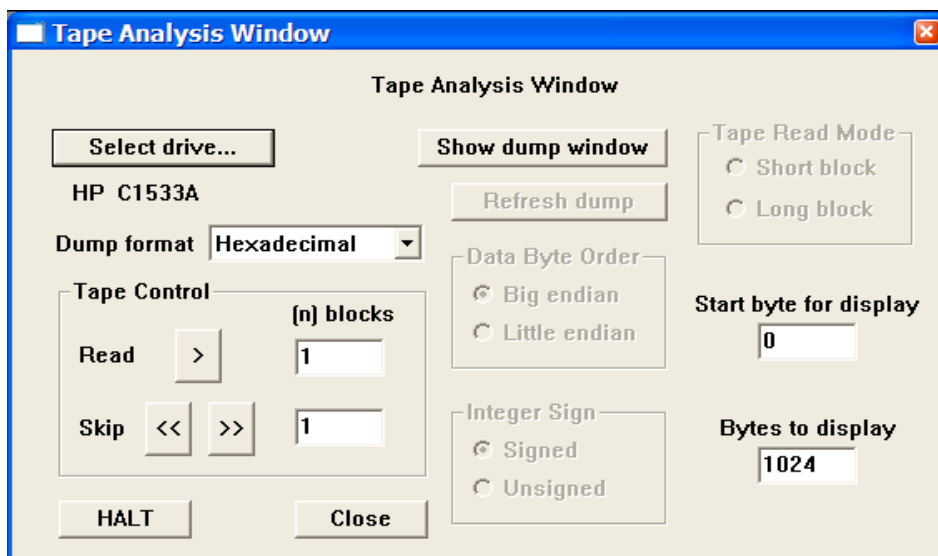 Tape Analysis Window
Tape Analysis Window
Select drive...
HP C1533A
Dump format Hexadecimal
Tape Control
(n) blocks
Read > 1
Skip << >> 1
HALT Close
Show dump window
Refresh dump
Data Byte Order
Big endian
Little endian
Integer Sign
Signed
Unsigned
Tape Read Mode
Short block
Long block
Start byte for display
0
Bytes to display
1024